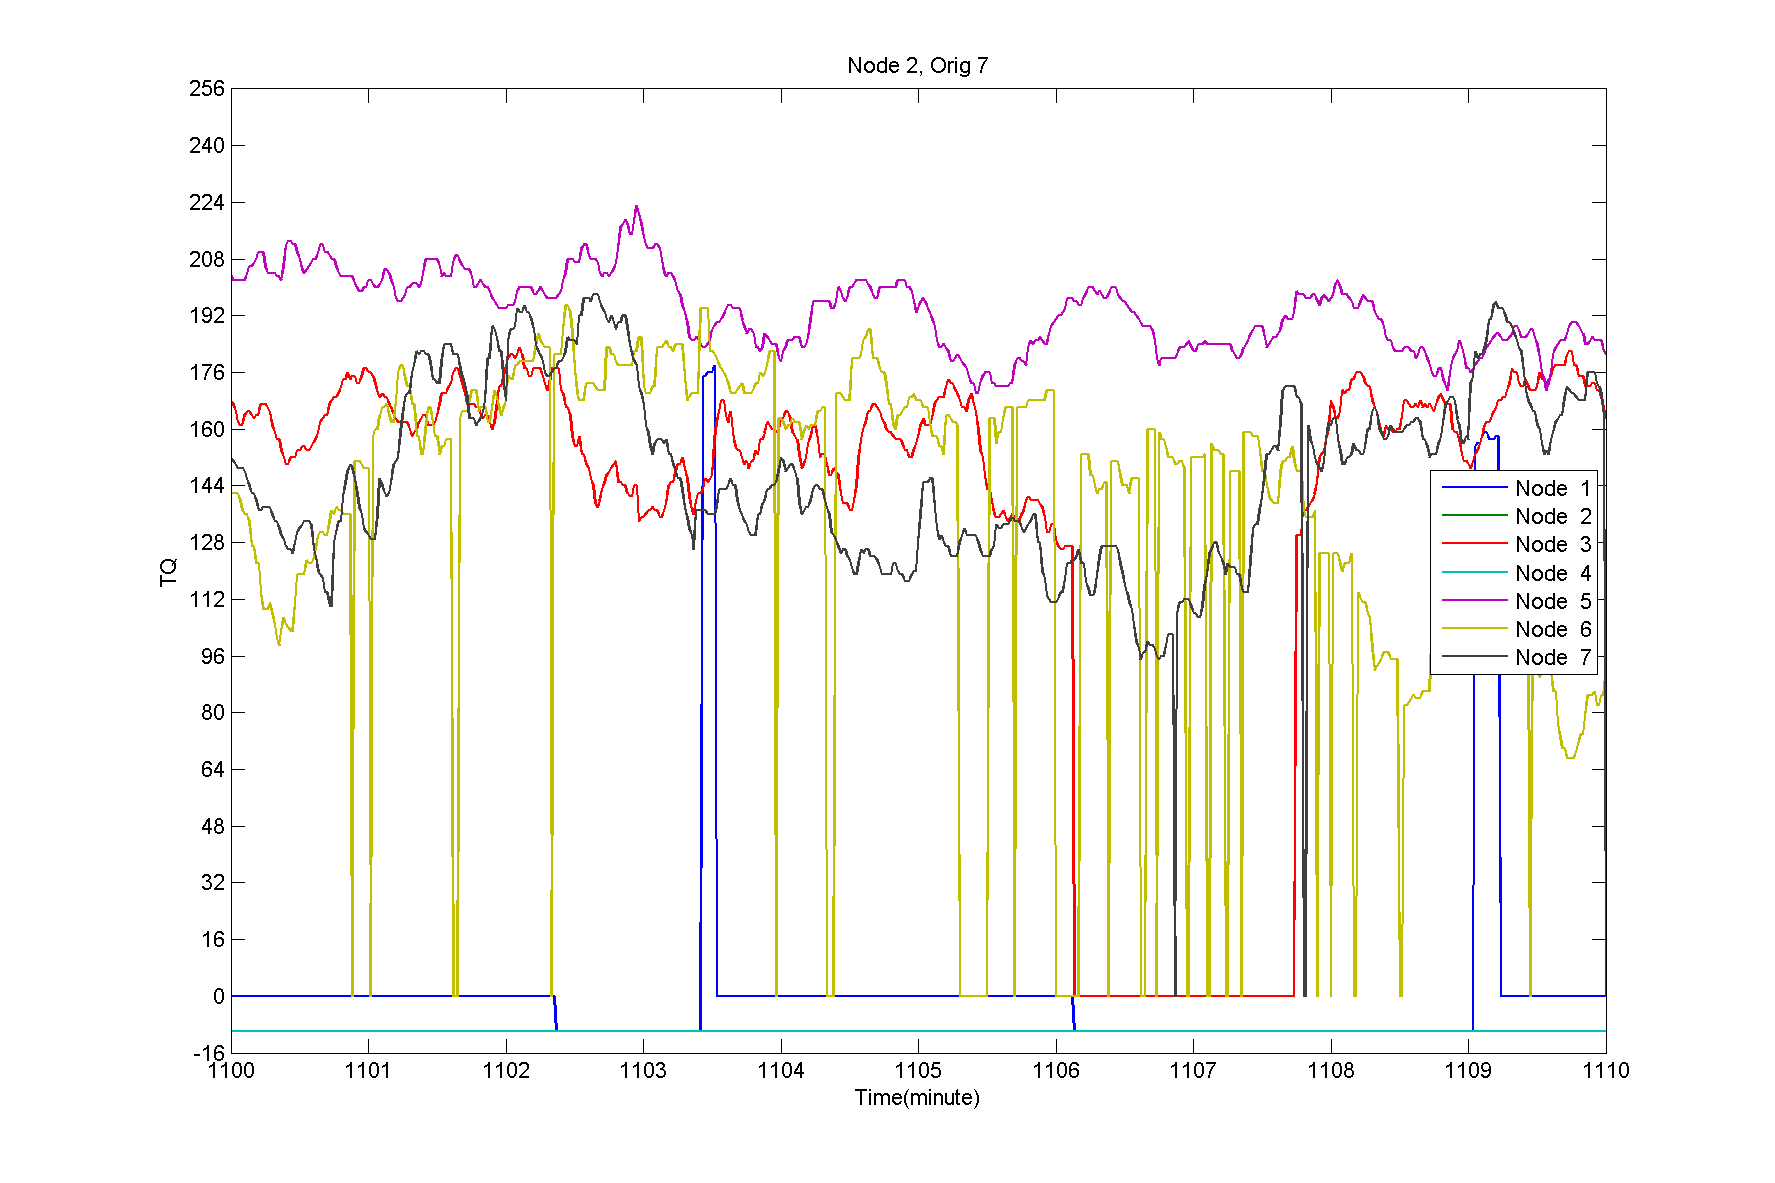 Node 2, Orig 7
256
240
224
208
192
176
160
144
128
112
96
80
64
48
32
16
0
-16
TQ
1100 1101 1102 1103 1104 1105 1106 1107 1108 1109 1110
Time(minute)
Node 1
Node 2
Node 3
Node 4
Node 5
Node 6
Node 7